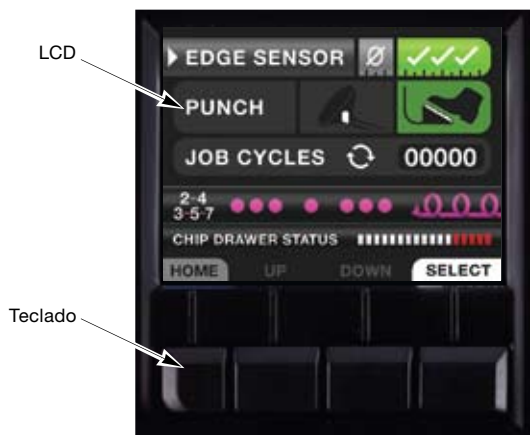 LCD
EDGE SENSOR Ø
PUNCH
JOB CYCLES 00000
2-4
3-5-7
CHIP DRAWER STATUS
HOME UP DOWN SELECT
Teclado